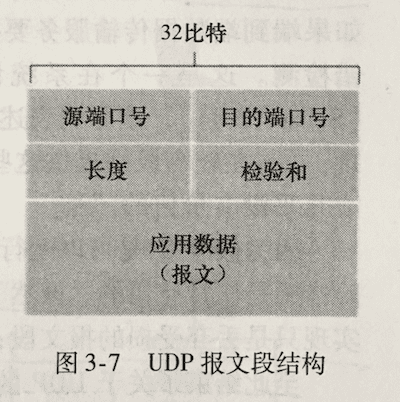 32比特
源端口号 目的端口号
长度 检验和
应用数据
（报文）
图 3-7 UDP 报文段结构